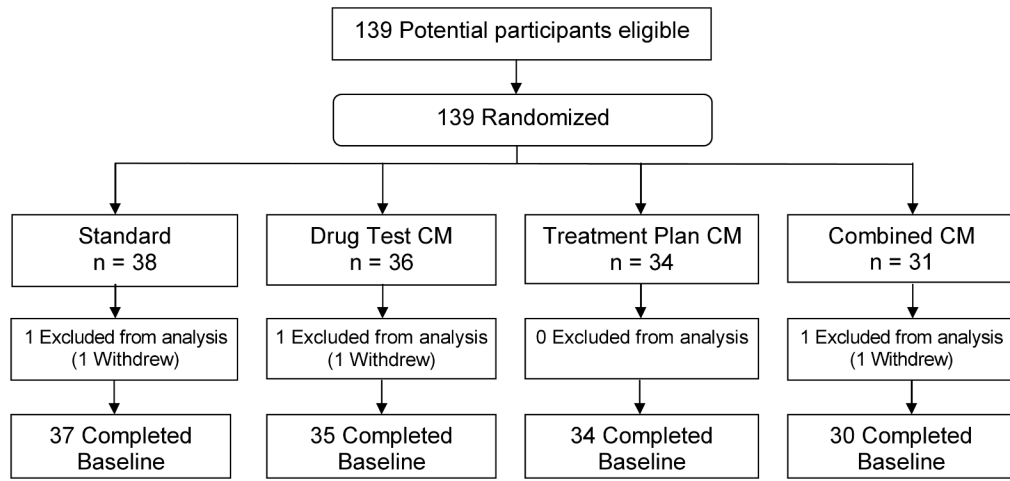 139 Potential participants eligible
139 Randomized
Standard
n = 38
Drug Test CM
n = 36
Treatment Plan CM
n = 34
Combined CM
n = 31
1 Excluded from analysis
(1 Withdrew)
1 Excluded from analysis
(1 Withdrew)
0 Excluded from analysis
1 Excluded from analysis
(1 Withdrew)
37 Completed
Baseline
35 Completed
Baseline
34 Completed
Baseline
30 Completed
Baseline